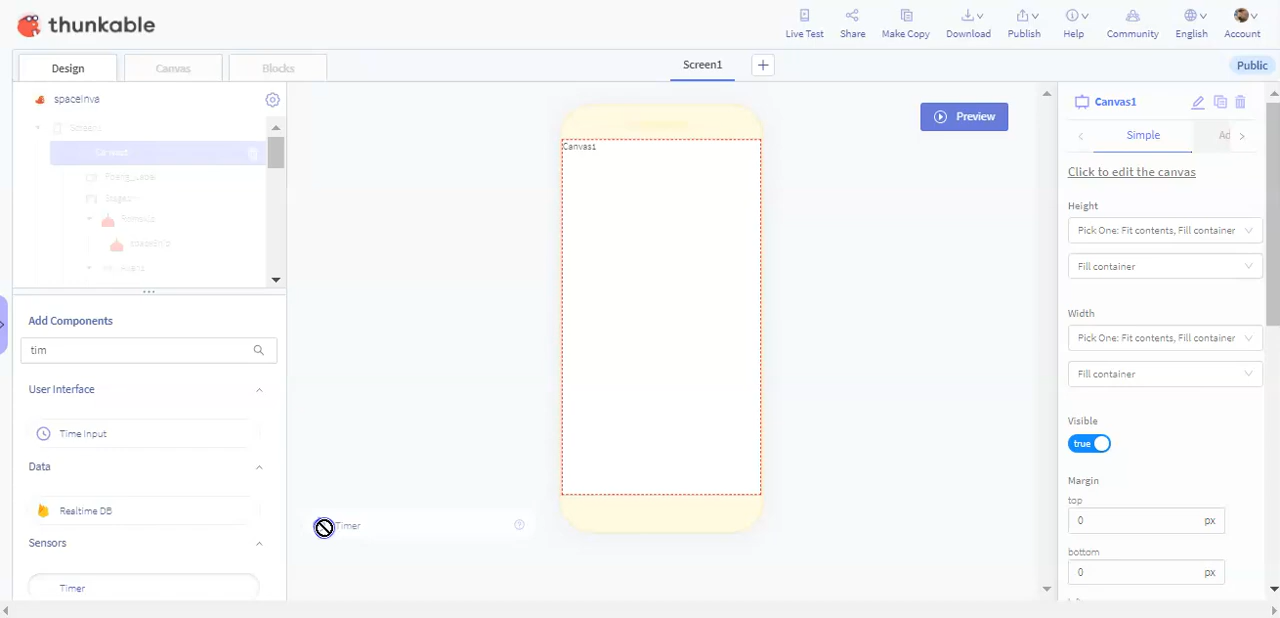 thunkable
Live Test
Share
Make Copy
Download
Publish
Help
Community
English
Account
Design
Canvas
Blocks
Screen1
Public
spaceInva
Screen1
Canvas1
Canvas1
Preview
Canvas1
Simple
Ad
Click to edit the canvas
Height
Pick One: Fit contents, Fill container
Fill container
Width
Pick One: Fit contents, Fill container
Fill container
Visible
true
Margin
top
0 px
bottom
0 px
Add Components
tim
User Interface
Time Input
Data
Realtime DB
Sensors
Timer
Timer